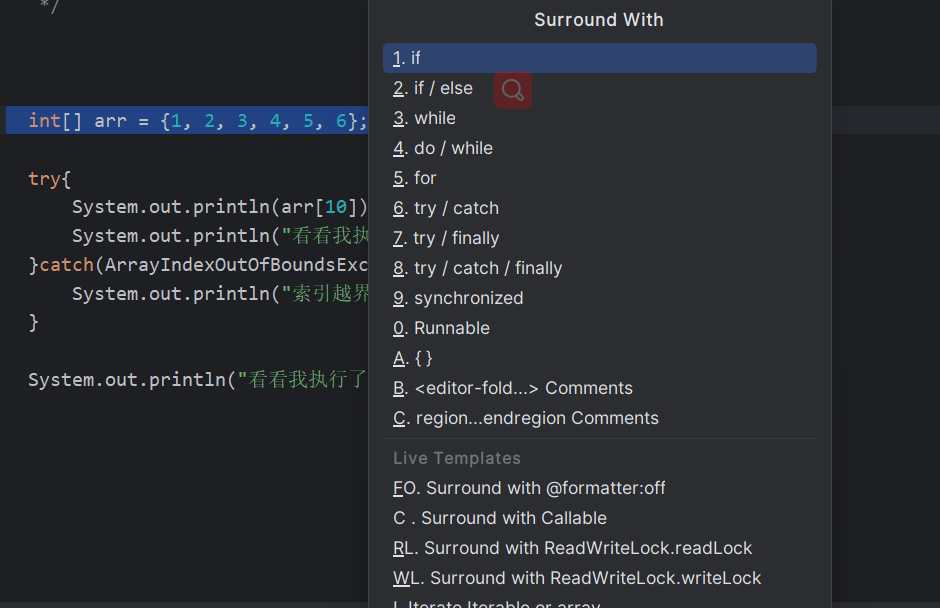 */
int[] arr = {1, 2, 3, 4, 5, 6};
try{
System.out.println(arr[10])
System.out.println("看看我执
}catch(ArrayIndexOutOfBoundsExc
System.out.println("索引越界
}
System.out.println("看看我执行了
Surround With
1. if
2. if / else
3. while
4. do / while
5. for
6. try / catch
7. try / finally
8. try / catch / finally
9. synchronized
0. Runnable
A. { }
B. <editor-fold...> Comments
C. region...endregion Comments
Live Templates
FO. Surround with @formatter:off
C . Surround with Callable
RL. Surround with ReadWriteLock.readLock
WL. Surround with ReadWriteLock.writeLock
I. Iterate Iterable or array